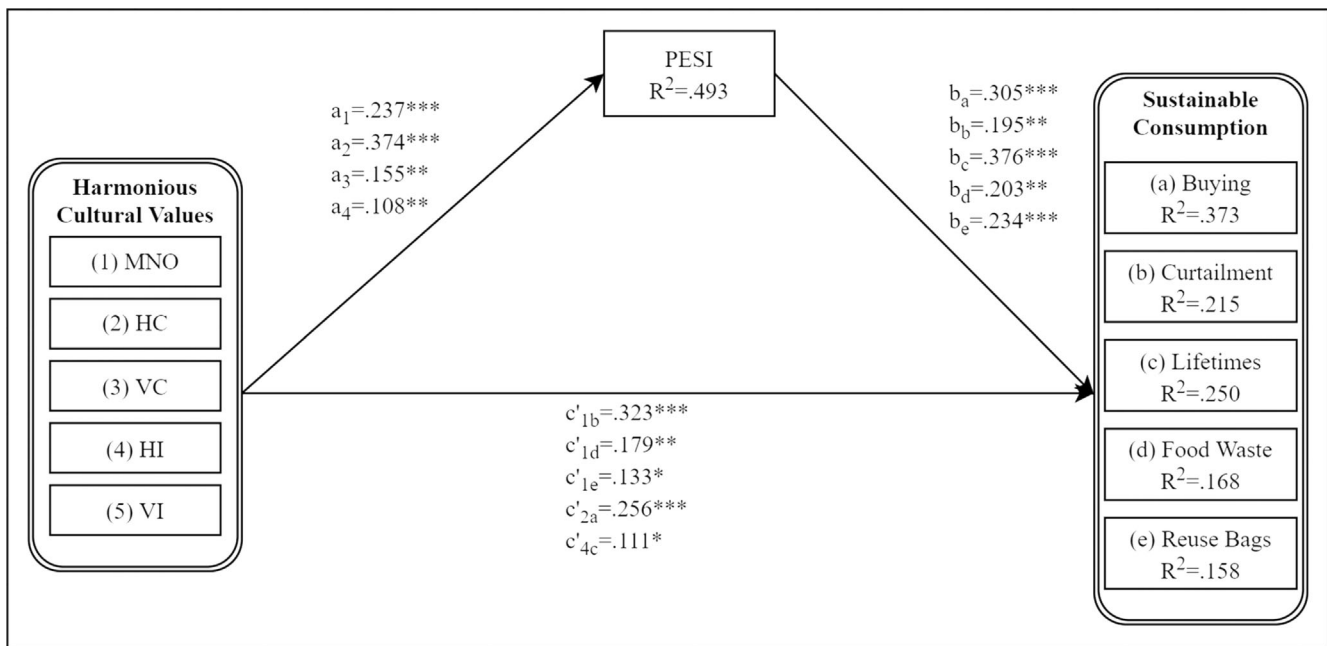 PESI
R²=.493
a₁=.237***
a₂=.374***
a₃=.155**
a₄=.108**
bₐ=.305***
b_b=.195**
b_c=.376***
b_d=.203**
bₑ=.234***
Harmonious
Cultural Values
(1) MNO
(2) HC
(3) VC
(4) HI
(5) VI
c'₁b=.323***
c'₁d=.179**
c'₁e=.133*
c'₂a=.256***
c'₄c=.111*
Sustainable
Consumption
(a) Buying
R²=.373
(b) Curtailment
R²=.215
(c) Lifetimes
R²=.250
(d) Food Waste
R²=.168
(e) Reuse Bags
R²=.158